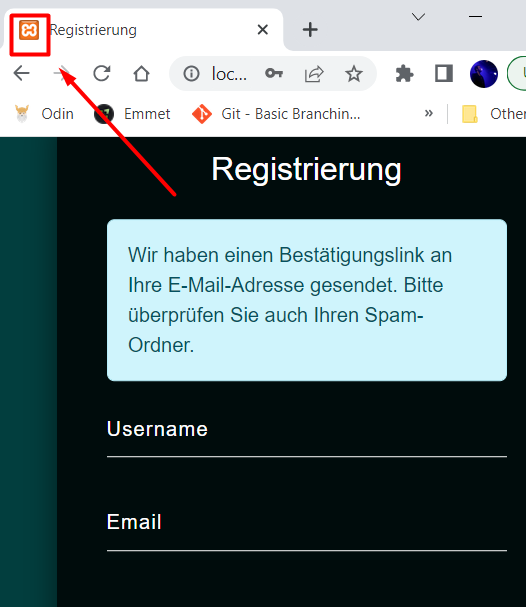 Registrierung
loc...
Odin
Emmet
Git - Basic Branchin...
»
Other
Registrierung
Wir haben einen Bestätigungslink an
Ihre E-Mail-Adresse gesendet. Bitte
überprüfen Sie auch Ihren Spam-
Ordner.
Username
Email